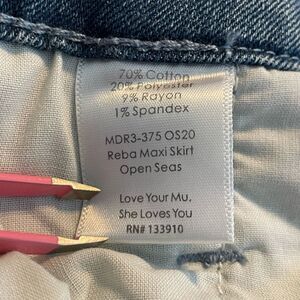 70% Cotton
20% Polyester
9% Rayon
1% Spandex
MDR3-375 OS20
Reba Maxi Skirt
Open Seas
Love Your Mu.
She Loves You
RN# 133910